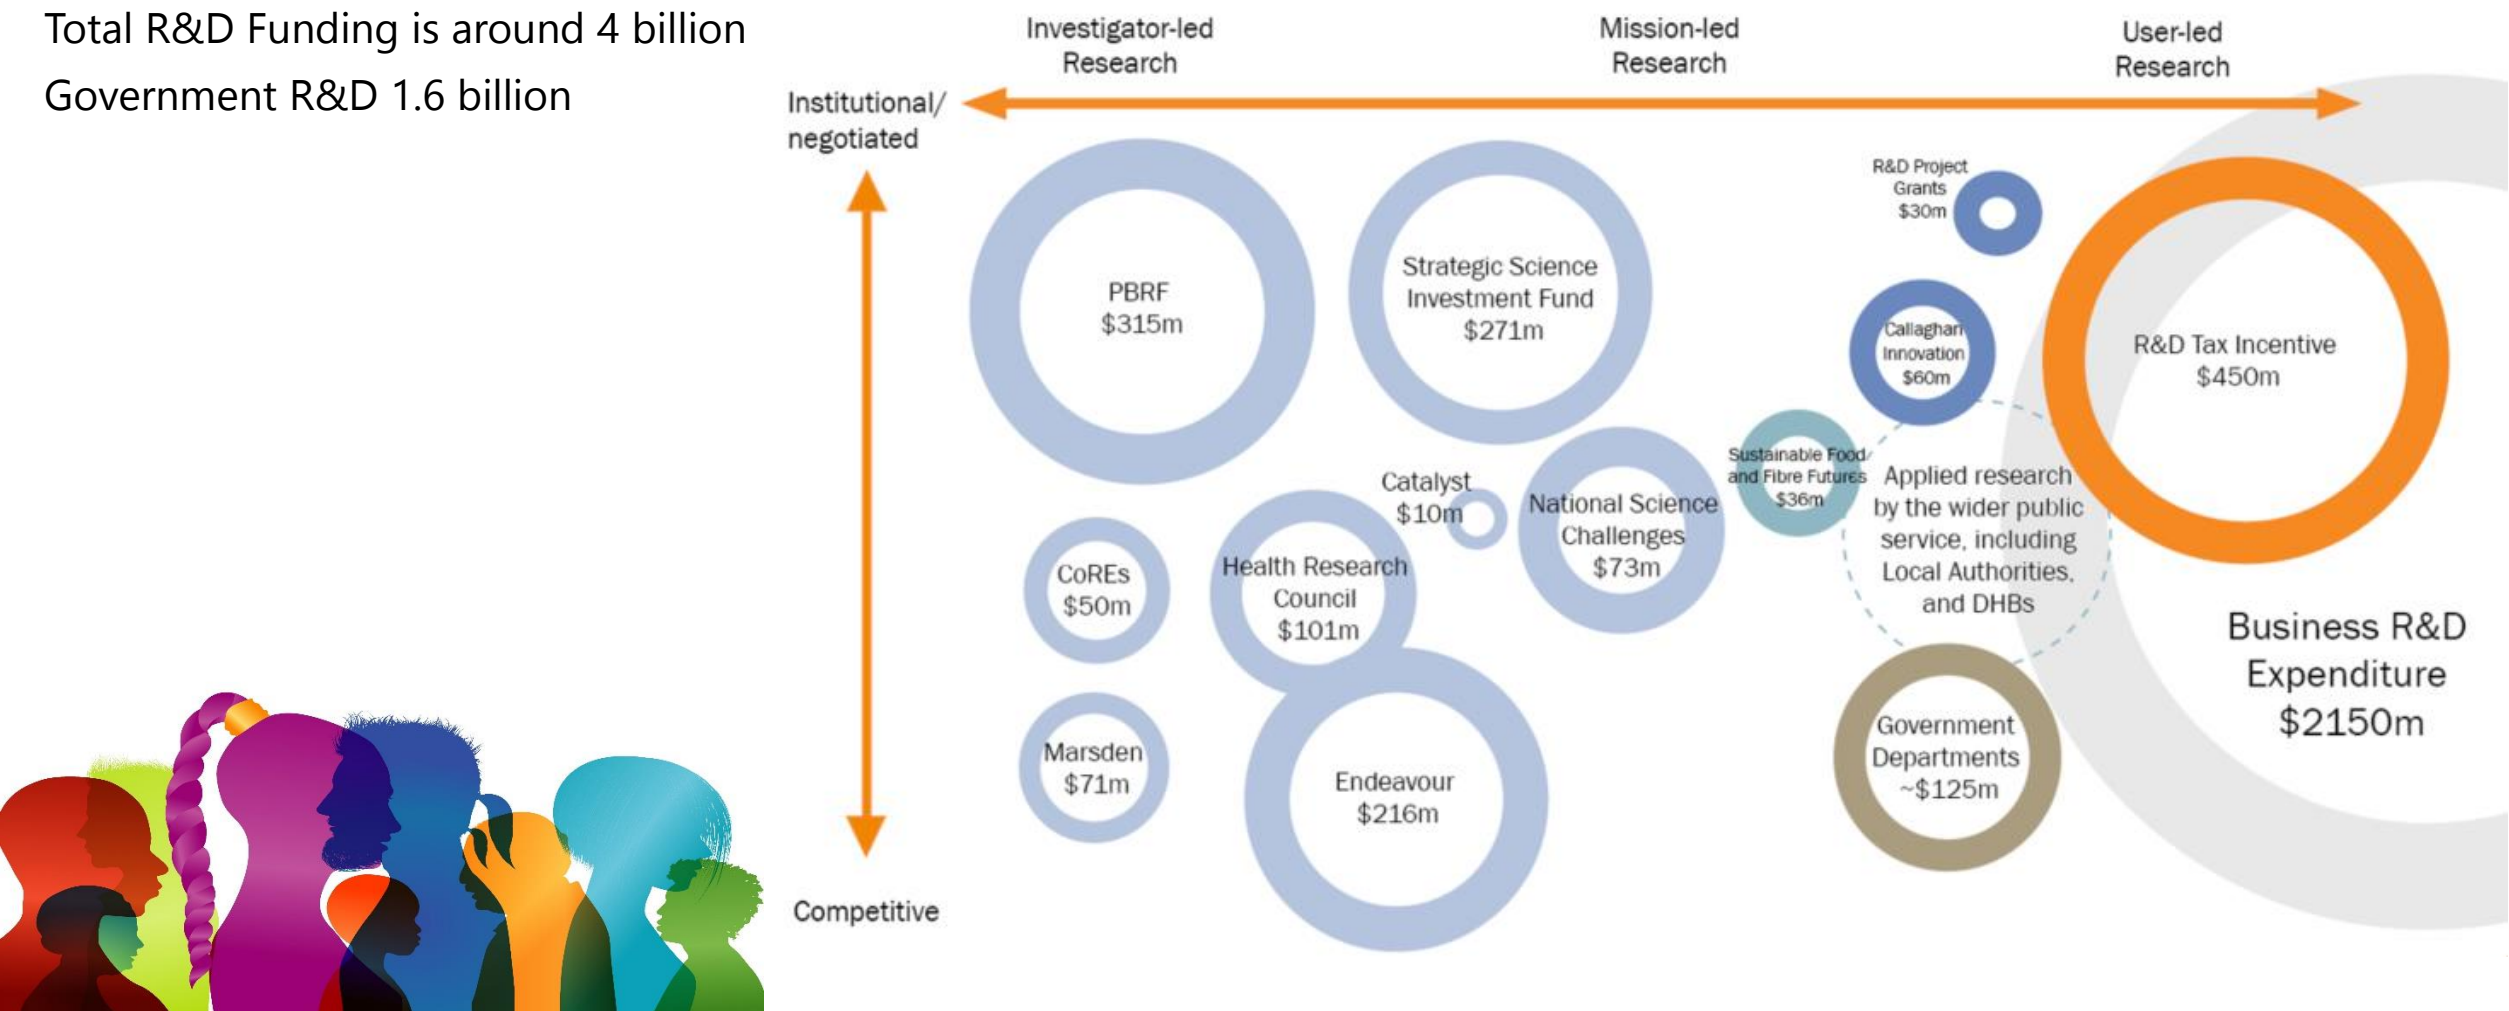 Total R&D Funding is around 4 billion
Government R&D 1.6 billion
Investigator-led
Research
Mission-led
Research
User-led
Research
Institutional/
negotiated
Competitive
PBRF
$315m
Strategic Science
Investment Fund
$271m
R&D Project
Grants
$30m
Callaghan
Innovation
$60m
R&D Tax Incentive
$450m
Catalyst
$10m
National Science
Challenges
$73m
Sustainable Food
and Fibre Futures
$36m
Applied research
by the wider public
service, including
Local Authorities,
and DHBs
CoREs
$50m
Health Research
Council
$101m
Business R&D
Expenditure
$2150m
Marsden
$71m
Endeavour
$216m
Government
Departments
~$125m